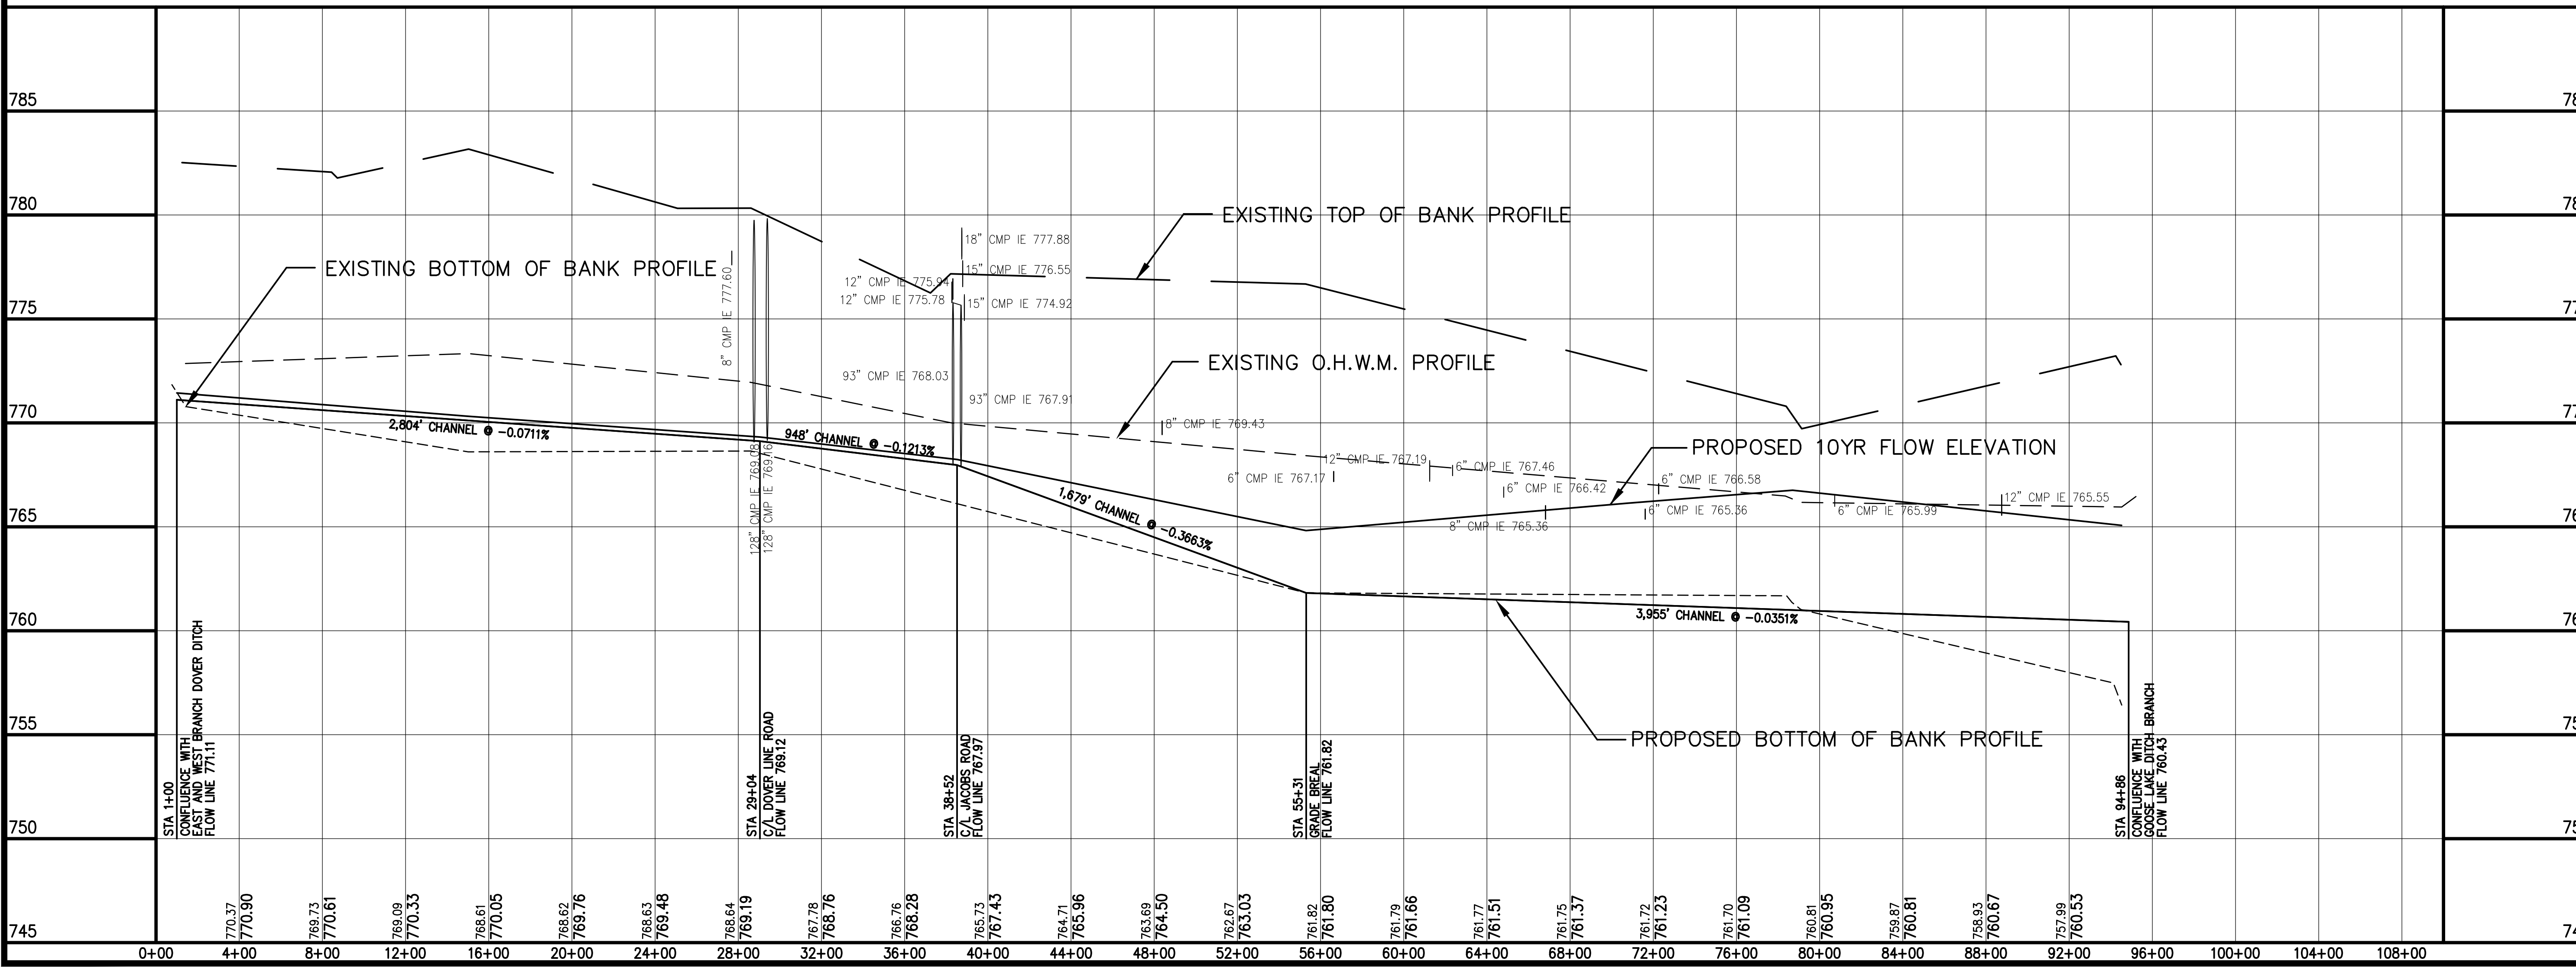 785
780
775
770
765
760
755
750
745
78
78
77
77
76
76
75
75
74
EXISTING TOP OF BANK PROFILE
EXISTING BOTTOM OF BANK PROFILE
EXISTING O.H.W.M. PROFILE
PROPOSED 10YR FLOW ELEVATION
PROPOSED BOTTOM OF BANK PROFILE
8" CMP IE 777.60
128" CMP IE 769.08
128" CMP IE 769.16
18" CMP IE 777.88
15" CMP IE 776.55
12" CMP IE 775.94
12" CMP IE 775.78
15" CMP IE 774.92
93" CMP IE 768.03
93" CMP IE 767.91
8" CMP IE 769.43
6" CMP IE 767.17
12" CMP IE 767.19
6" CMP IE 767.46
6" CMP IE 766.42
8" CMP IE 765.36
6" CMP IE 766.58
6" CMP IE 765.36
6" CMP IE 765.99
12" CMP IE 765.55
2,804' CHANNEL @ -0.0711%
948' CHANNEL @ -0.1213%
1,679' CHANNEL @ -0.3663%
3,955' CHANNEL @ -0.0351%
STA 1+00
CONFLUENCE WITH
EAST AND WEST BRANCH DOVER DITCH
FLOW LINE 771.11
STA 29+04
C/L DOVER LINE ROAD
FLOW LINE 769.12
STA 38+52
C/L JACOBS ROAD
FLOW LINE 767.97
STA 55+31
GRADE BREAL
FLOW LINE 761.82
STA 94+86
CONFLUENCE WITH
GOOSE LAKE DITCH BRANCH
FLOW LINE 760.43
770.37
770.90
769.73
770.61
769.09
770.33
768.61
770.05
768.62
769.76
768.63
769.48
768.64
769.19
767.78
768.76
766.76
768.28
765.73
767.43
764.71
765.96
763.69
764.50
762.67
763.03
761.82
761.80
761.79
761.66
761.77
761.51
761.75
761.37
761.72
761.23
761.70
761.09
760.81
760.95
759.87
760.81
758.93
760.67
757.99
760.53
0+00 4+00 8+00 12+00 16+00 20+00 24+00 28+00 32+00 36+00 40+00 44+00 48+00 52+00 56+00 60+00 64+00 68+00 72+00 76+00 80+00 84+00 88+00 92+00 96+00 100+00 104+00 108+00